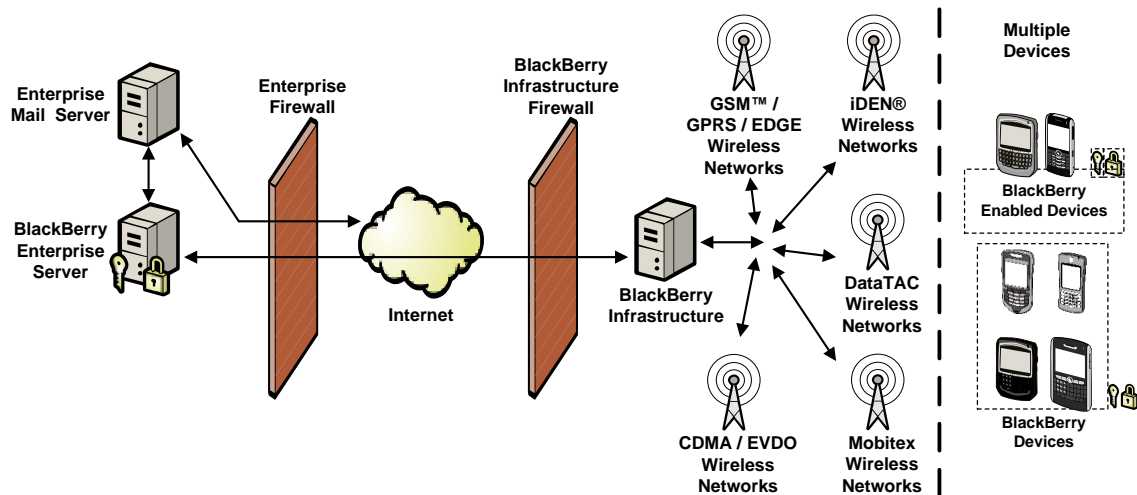 Enterprise
Mail Server
BlackBerry
Enterprise
Server
Enterprise
Firewall
Internet
BlackBerry
Infrastructure
Firewall
BlackBerry
Infrastructure
GSM™ /
GPRS / EDGE
Wireless
Networks
iDEN®
Wireless
Networks
DataTAC
Wireless
Networks
CDMA / EVDO
Wireless
Networks
Mobitex
Wireless
Networks
Multiple
Devices
BlackBerry
Enabled Devices
BlackBerry
Devices